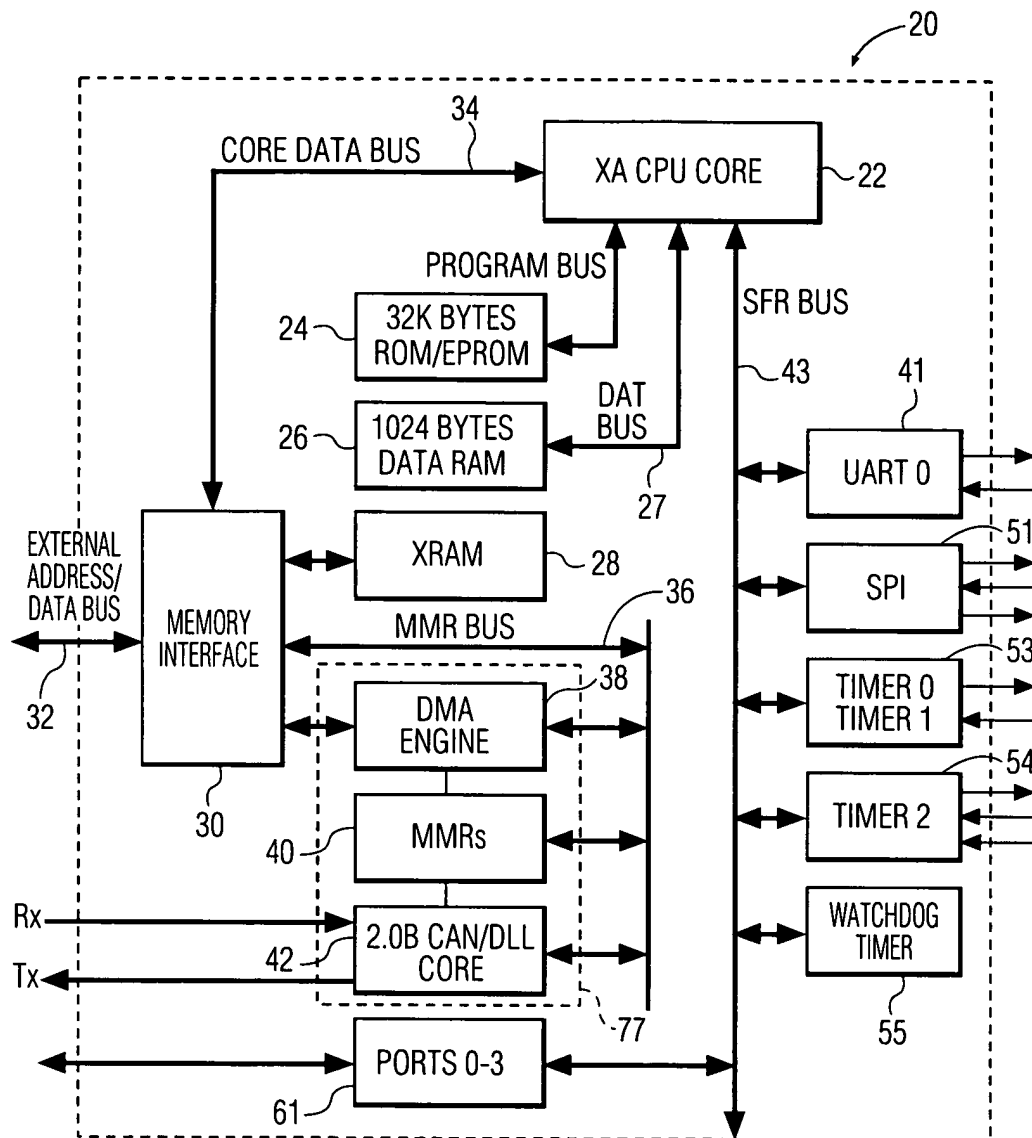 20
34
CORE DATA BUS
XA CPU CORE
22
PROGRAM BUS
SFR BUS
24
32K BYTES
ROM/EPROM
43
DAT
BUS
41
26
1024 BYTES
DATA RAM
UART 0
27
51
EXTERNAL
ADDRESS/
DATA BUS
XRAM
28
SPI
MEMORY
INTERFACE
MMR BUS
36
32
38
53
DMA
ENGINE
TIMER 0
TIMER 1
54
30
40
MMRs
TIMER 2
Rx
42
2.0B CAN/DLL
CORE
WATCHDOG
TIMER
Tx
77
55
PORTS 0-3
61